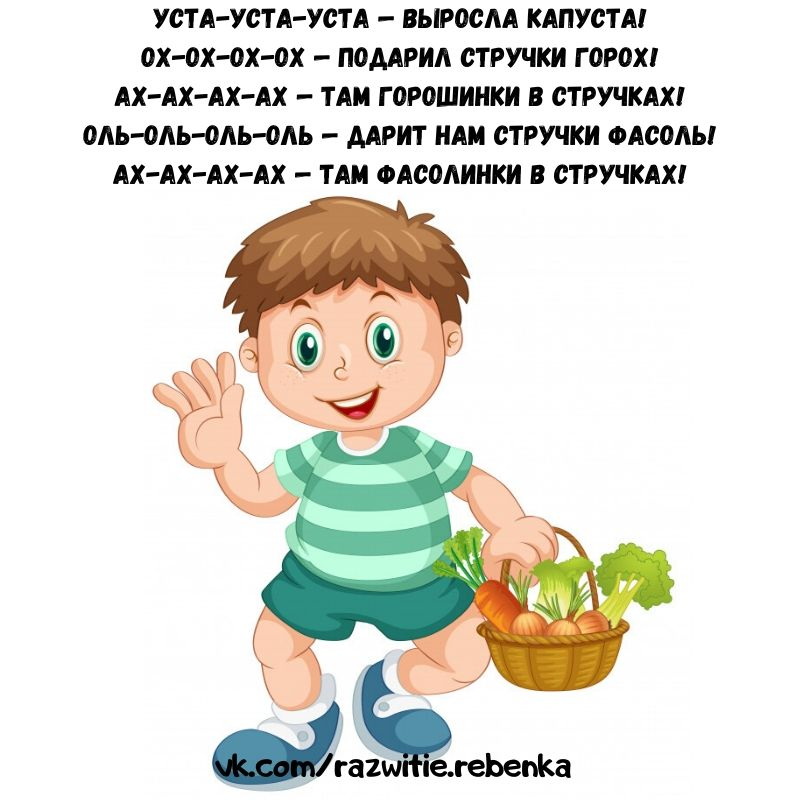 УСТА-УСТА-УСТА – ВЫРОСЛА КАПУСТА!
ОХ-ОХ-ОХ-ОХ – ПОДАРИЛ СТРУЧКИ ГОРОХ!
АХ-АХ-АХ-АХ – ТАМ ГОРОШИНКИ В СТРУЧКАХ!
ОЛЬ-ОЛЬ-ОЛЬ-ОЛЬ – ДАРИТ НАМ СТРУЧКИ ФАСОЛЬ!
АХ-АХ-АХ-АХ – ТАМ ФАСОЛИНКИ В СТРУЧКАХ!
vk.com/razwitie.rebenka